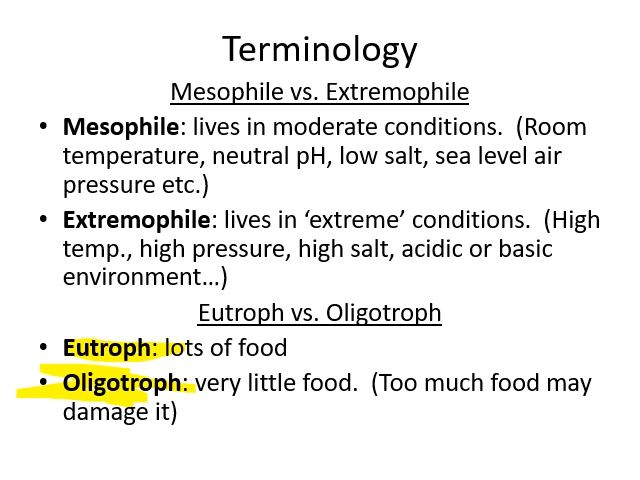 Terminology
Mesophile vs. Extremophile
• Mesophile: lives in moderate conditions.  (Room
temperature, neutral pH, low salt, sea level air
pressure etc.)
• Extremophile: lives in ‘extreme’ conditions.  (High
temp., high pressure, high salt, acidic or basic
environment…)
Eutroph vs. Oligotroph
• Eutroph: lots of food
• Oligotroph: very little food.  (Too much food may
damage it)